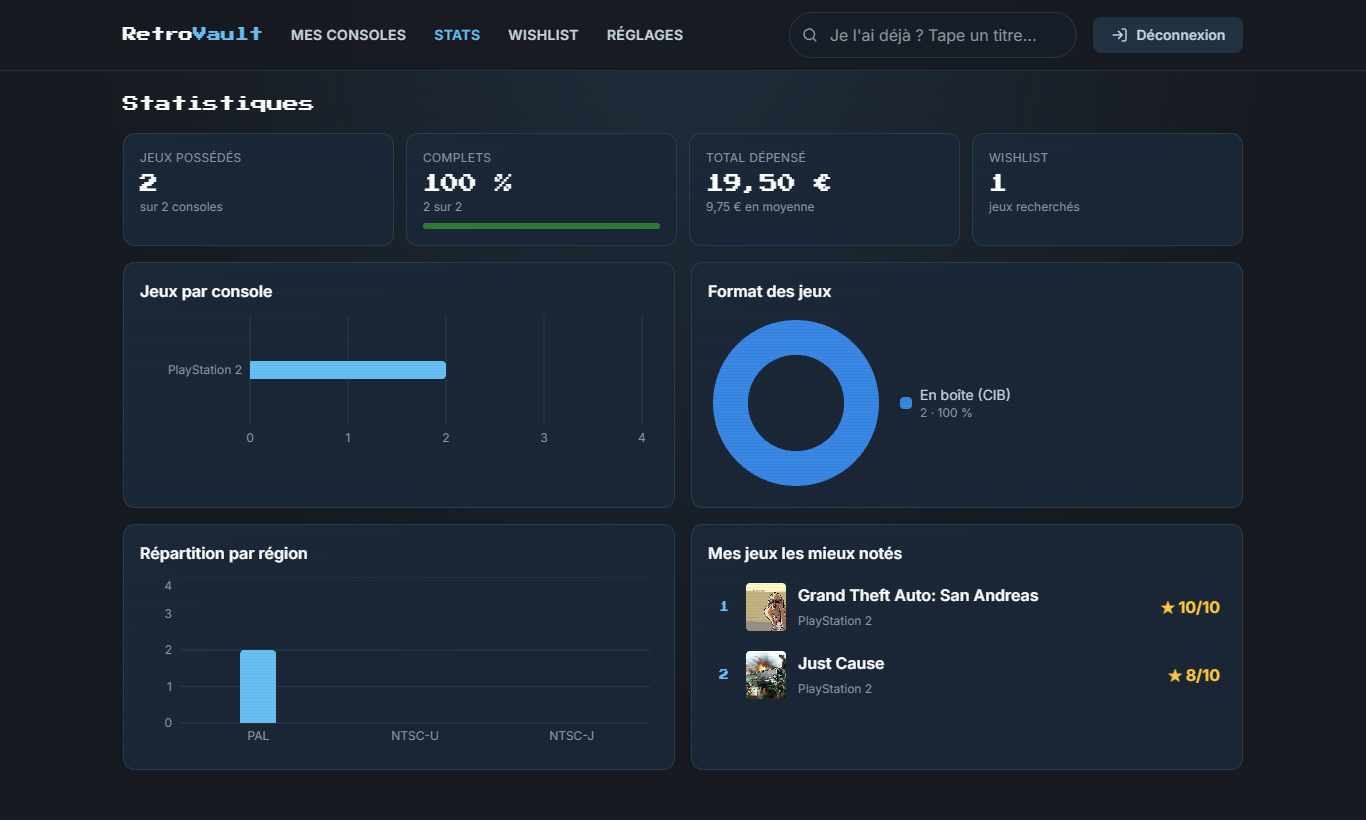 RetroVault MES CONSOLES STATS WISHLIST RÉGLAGES Je l'ai déjà ? Tape un titre... Déconnexion
Statistiques
JEUX POSSÉDÉS
2
sur 2 consoles
COMPLETS
100 %
2 sur 2
TOTAL DÉPENSÉ
19,50 €
9,75 € en moyenne
WISHLIST
1
jeux recherchés
Jeux par console
PlayStation 2
0 1 2 3 4
Format des jeux
En boîte (CIB)
2 · 100 %
Répartition par région
4
3
2
1
0
PAL NTSC-U NTSC-J
Mes jeux les mieux notés
1
Grand Theft Auto: San Andreas
PlayStation 2
★ 10/10
2
Just Cause
PlayStation 2
★ 8/10